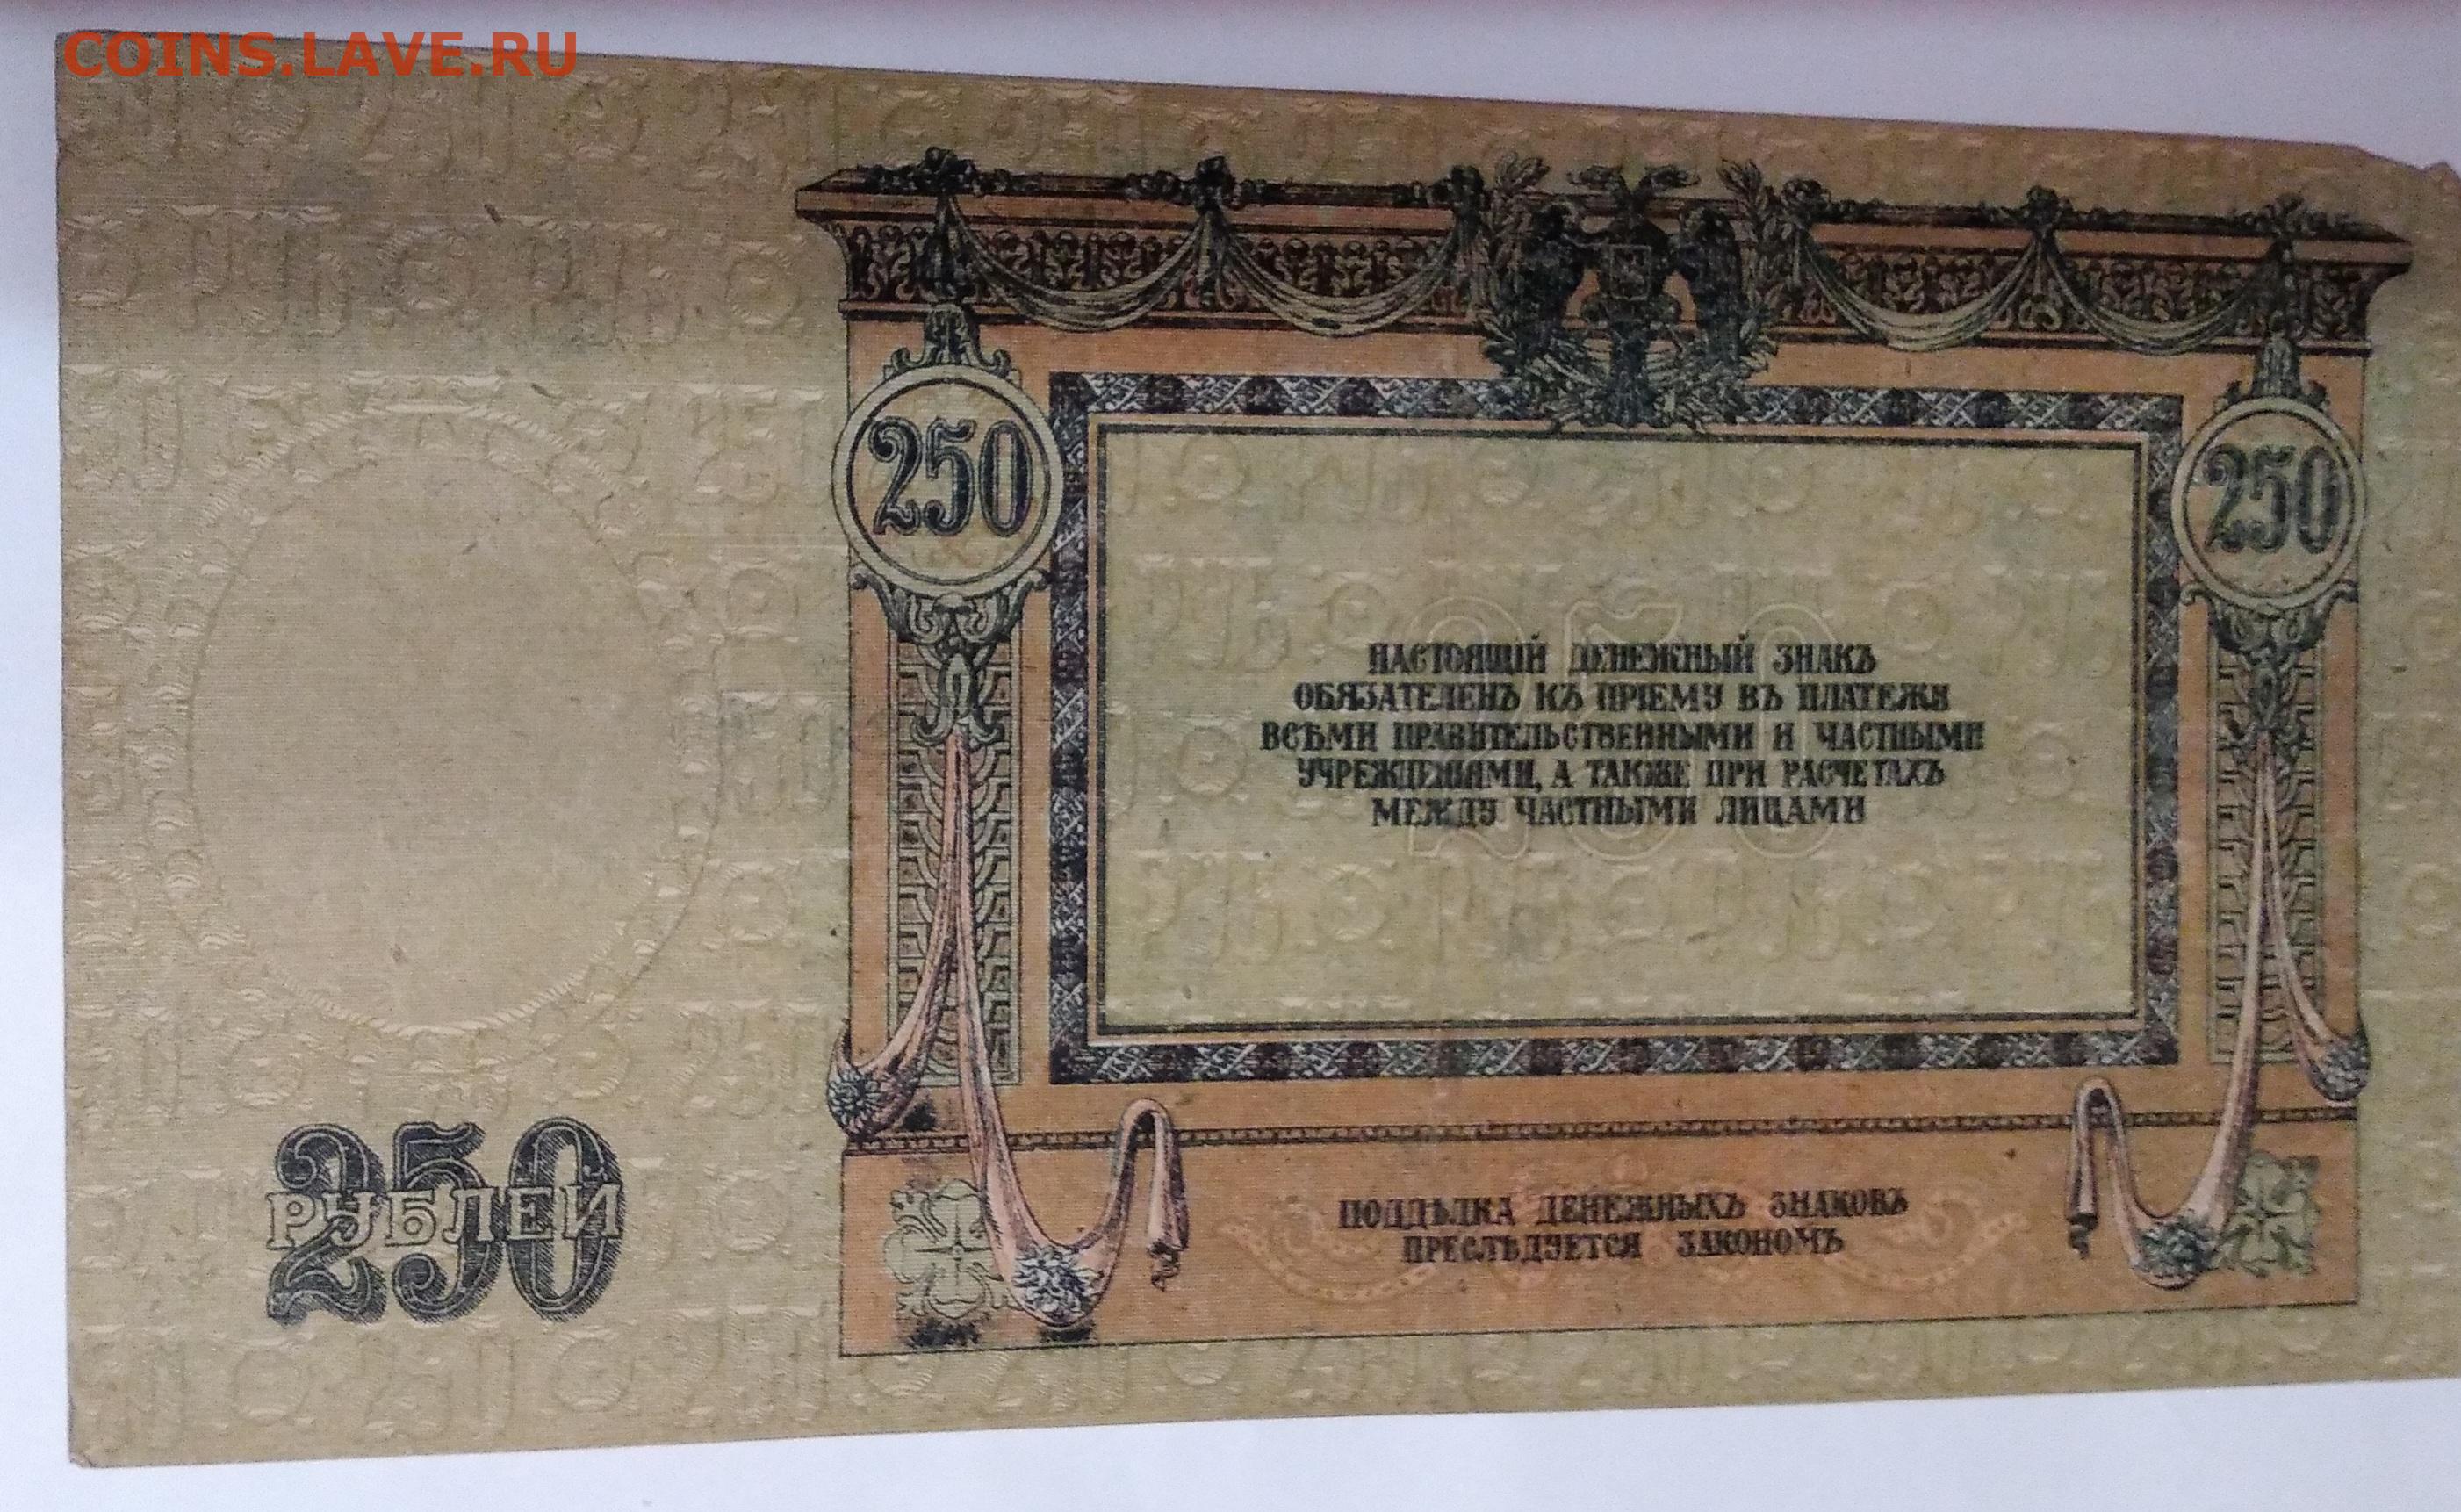 COINS.LAVE.RU
250
250
НАСТОЯЩІЙ ДЕНЕЖНЫЙ ЗНАКЪ
ОБЯЗАТЕЛЕНЪ КЪ ПРІЕМУ ВЪ ПЛАТЕЖИ
ВСѢМИ ПРАВИТЕЛЬСТВЕННЫМИ И ЧАСТНЫМИ
УЧРЕЖДЕНІЯМИ, А ТАКЖЕ ПРИ РАСЧЕТАХЪ
МЕЖДУ ЧАСТНЫМИ ЛИЦАМИ
250
РУБЛЕЙ
ПОДДѢЛКА ДЕНЕЖНЫХЪ ЗНАКОВЪ
ПРЕСЛѢДУЕТСЯ ЗАКОНОМЪ